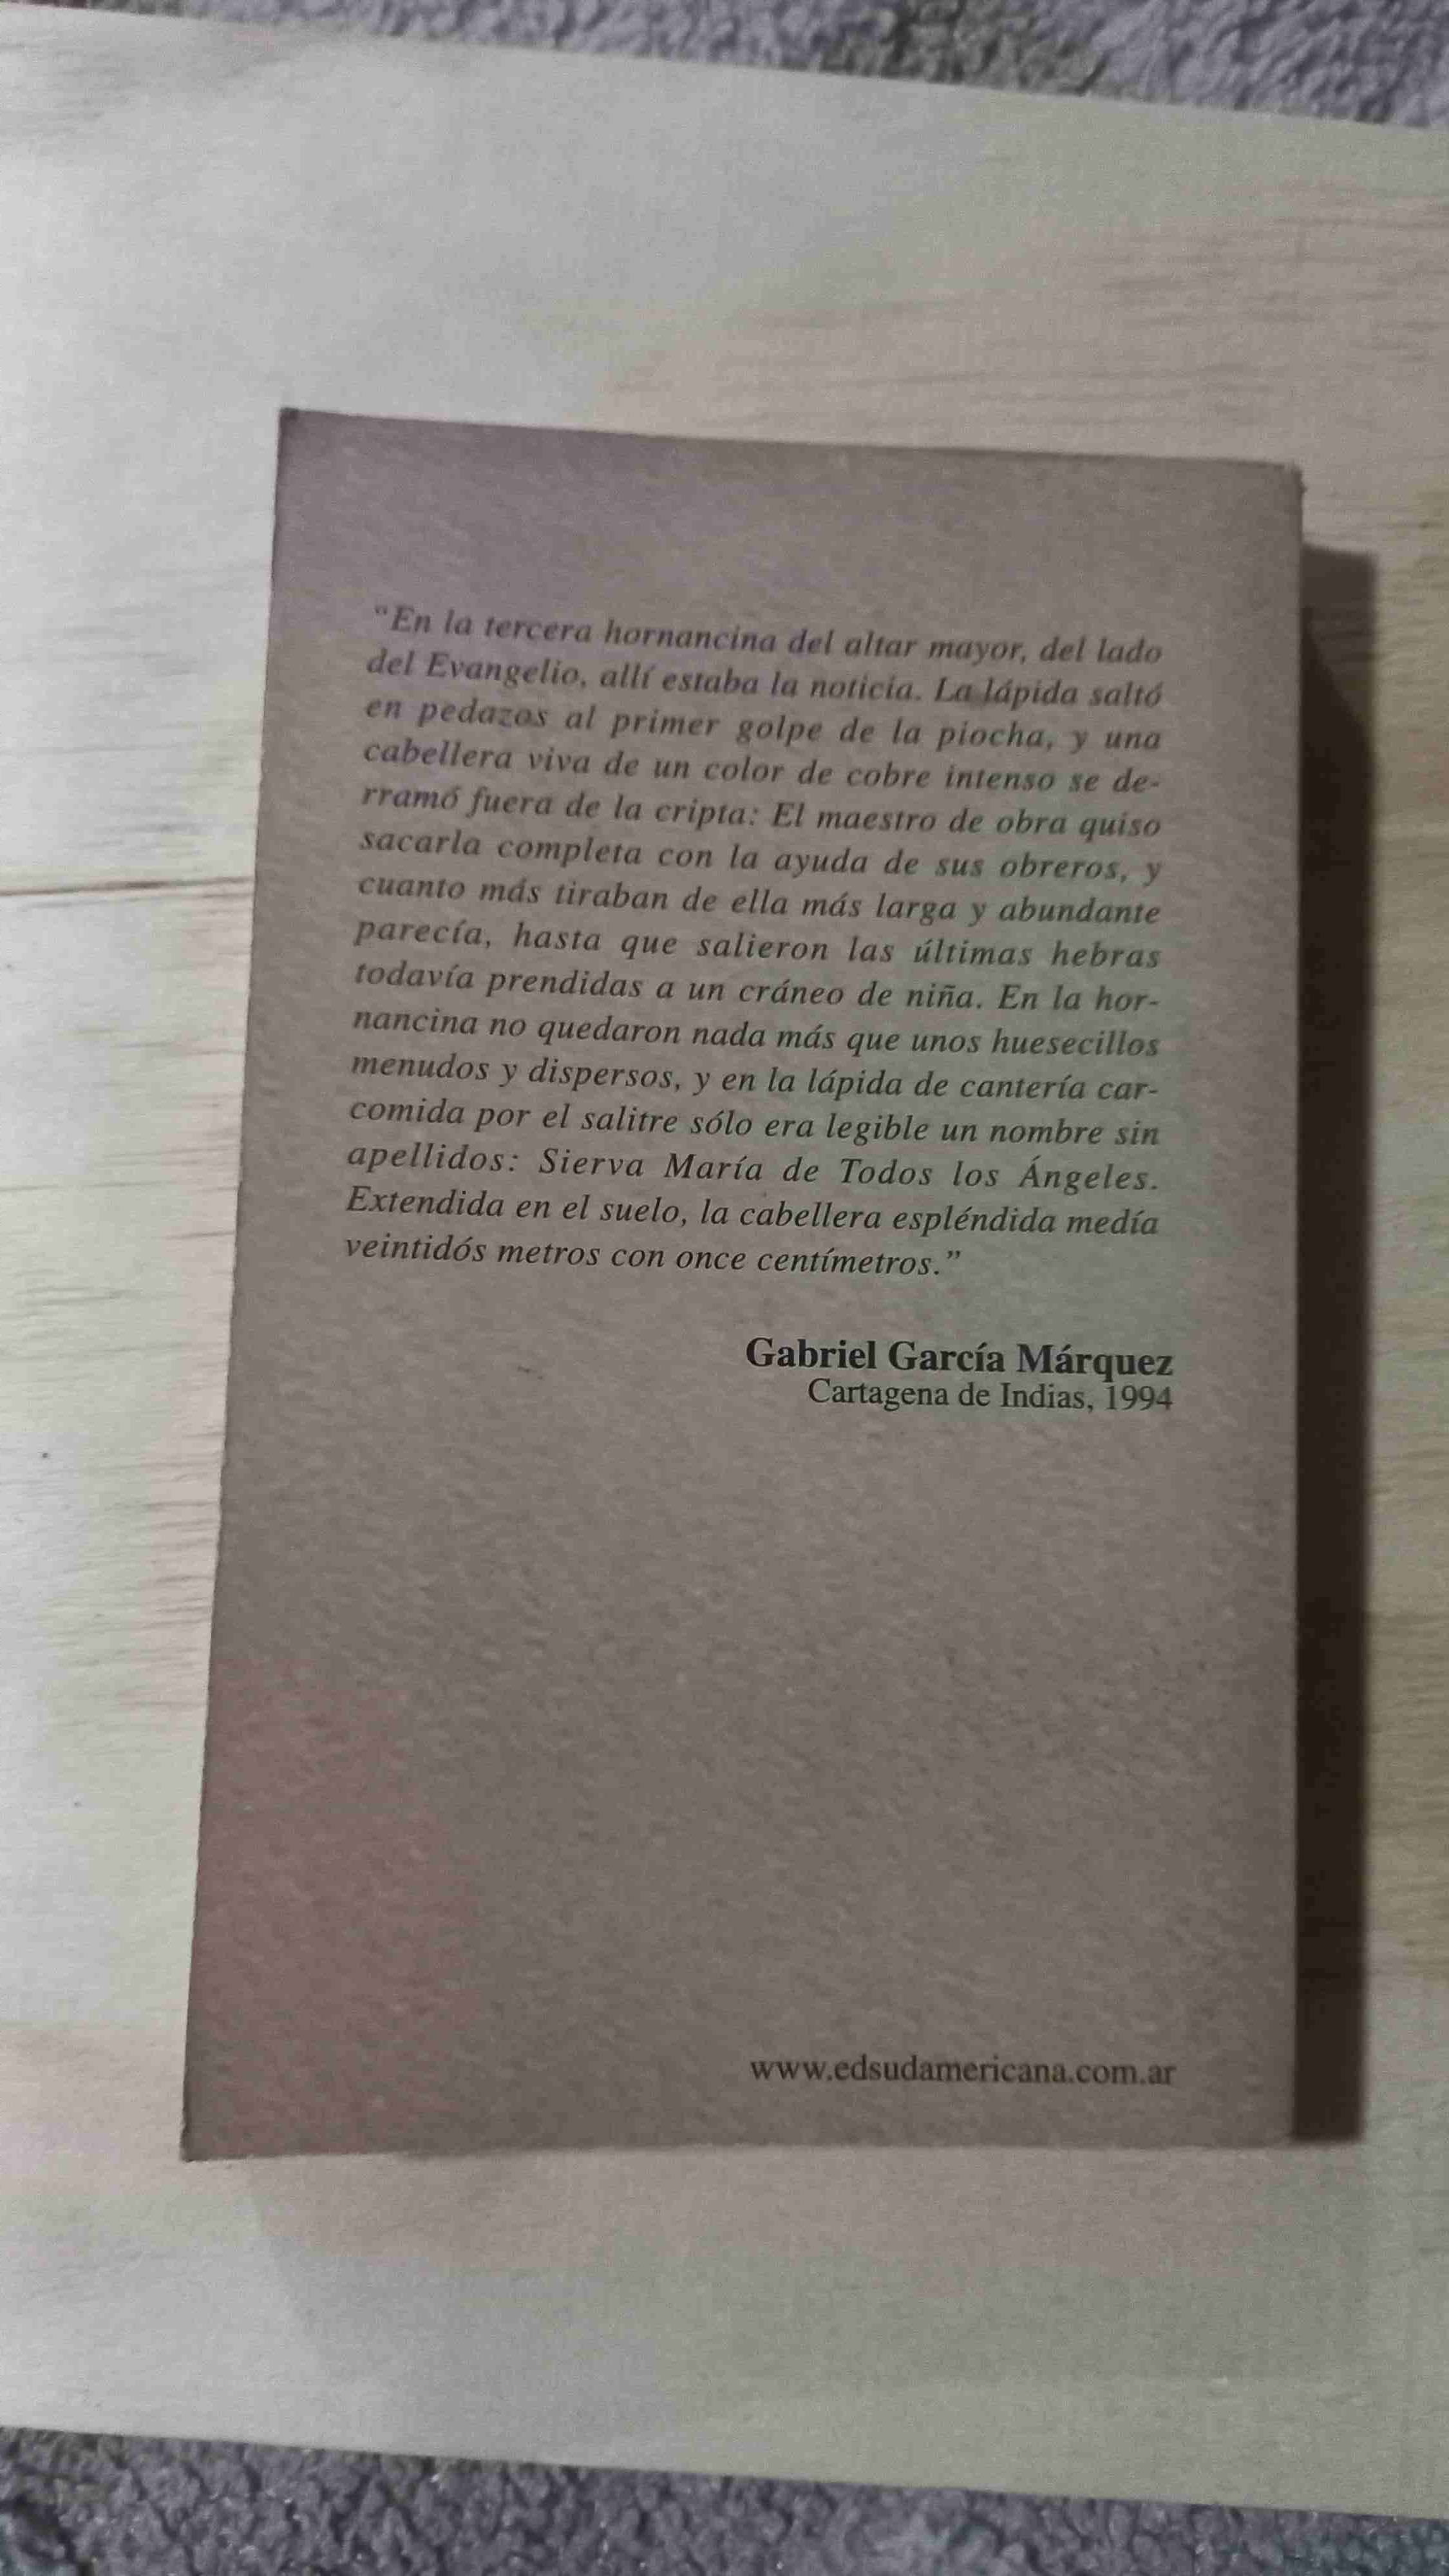 “En la tercera hornancina del altar mayor, del lado
del Evangelio, allí estaba la noticia. La lápida saltó
en pedazos al primer golpe de la piocha, y una
cabellera viva de un color de cobre intenso se de-
rramó fuera de la cripta: El maestro de obra quiso
sacarla completa con la ayuda de sus obreros, y
cuanto más tiraban de ella más larga y abundante
parecía, hasta que salieron las últimas hebras
todavía prendidas a un cráneo de niña. En la hor-
nancina no quedaron nada más que unos huesecillos
menudos y dispersos, y en la lápida de cantería car-
comida por el salitre sólo era legible un nombre sin
apellidos: Sierva María de Todos los Ángeles.
Extendida en el suelo, la cabellera espléndida medía
veintidós metros con once centímetros.”
Gabriel García Márquez
Cartagena de Indias, 1994
www.edsudamericana.com.ar